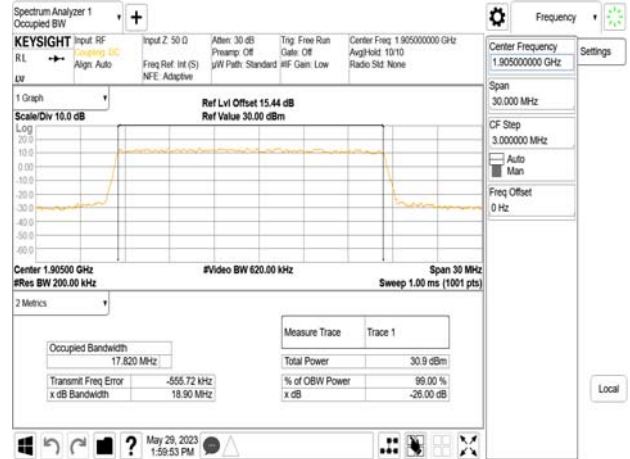 Spectrum Analyzer 1
Occupied BW
Frequency
KEYSIGHT
Input: RF
Coupling: DC
Align: Auto
RL
Input Z: 50 Ω
Freq Ref: Int (S)
NFE: Adaptive
Atten: 30 dB
Preamp: Off
µW Path: Standard
Trig: Free Run
Gate: Off
#IF Gain: Low
Center Freq: 1.905000000 GHz
Avg|Hold: 10/10
Radio Std: None
Center Frequency
1.905000000 GHz
Settings
Span
30.000 MHz
CF Step
3.000000 MHz
Auto
Man
Freq Offset
0 Hz
Local
1 Graph
Scale/Div 10.0 dB
Ref Lvl Offset 15.44 dB
Ref Value 30.00 dBm
Log
20.0
10.0
0.00
-10.0
-20.0
-30.0
-40.0
-50.0
-60.0
Center 1.90500 GHz
#Video BW 620.00 kHz
Span 30 MHz
#Res BW 200.00 kHz
Sweep 1.00 ms (1001 pts)
2 Metrics
Measure Trace
Trace 1
Occupied Bandwidth
17.820 MHz
Total Power
30.9 dBm
Transmit Freq Error
-555.72 kHz
% of OBW Power
99.00 %
x dB Bandwidth
18.90 MHz
x dB
-26.00 dB
May 29, 2023
1:59:53 PM